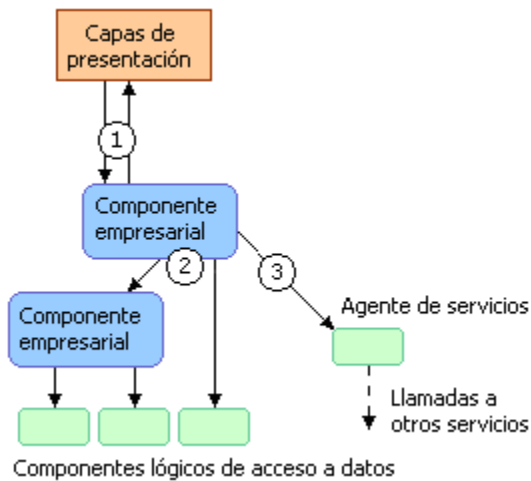 Capas de
presentación
1
Componente
empresarial
2
3
Componente
empresarial
Agente de servicios
Llamadas a
otros servicios
Componentes lógicos de acceso a datos